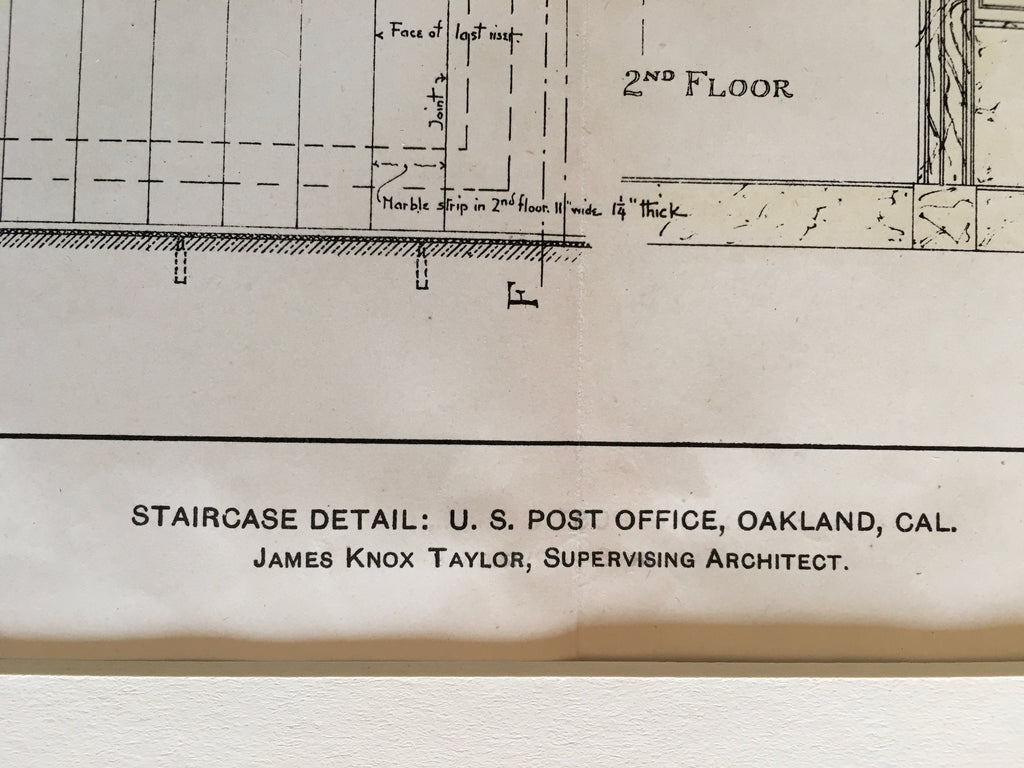 Face of last riser.
2ND FLOOR
Joint
Marble strip in 2nd floor. 11" wide 1¼" thick
F
STAIRCASE DETAIL: U. S. POST OFFICE, OAKLAND, CAL.
JAMES KNOX TAYLOR, SUPERVISING ARCHITECT.